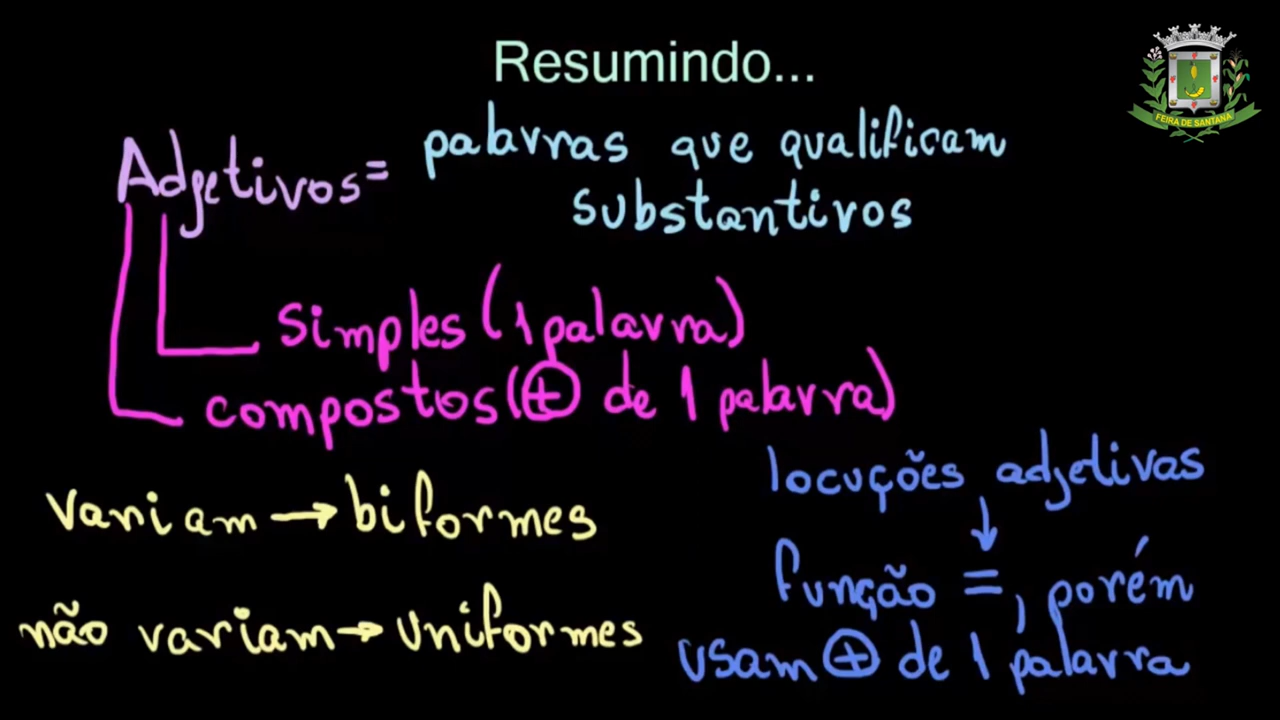 Resumindo...
FEIRA DE SANTANA
Adjetivos = palavras que qualificam
substantivos
simples (1 palavra)
compostos (+ de 1 palavra)
variam → biformes
não variam → uniformes
locuções adjetivas
↓
função =, porém
usam + de 1 palavra